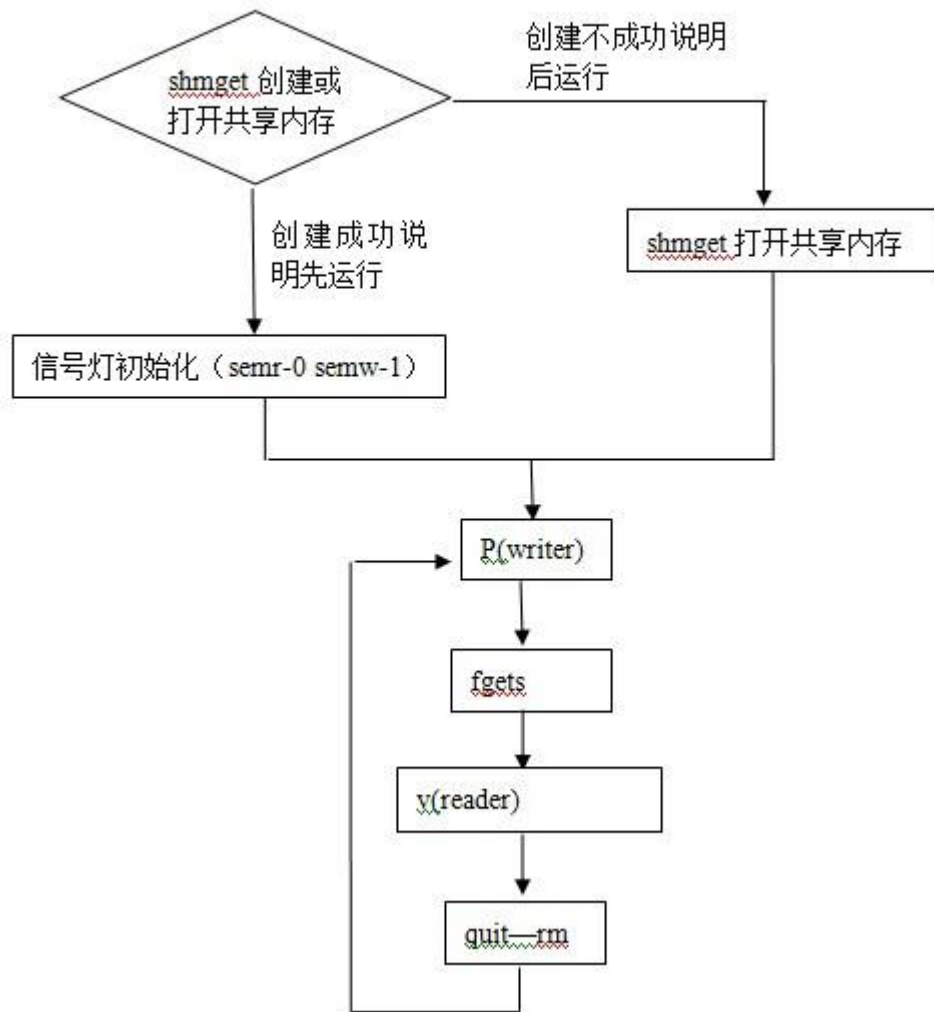 创建不成功说明
后运行
shmget 创建或
打开共享内存
创建成功说
明先运行
shmget 打开共享内存
信号灯初始化（semr-0 semw-1）
P(writer)
fgets
v(reader)
quit—rm